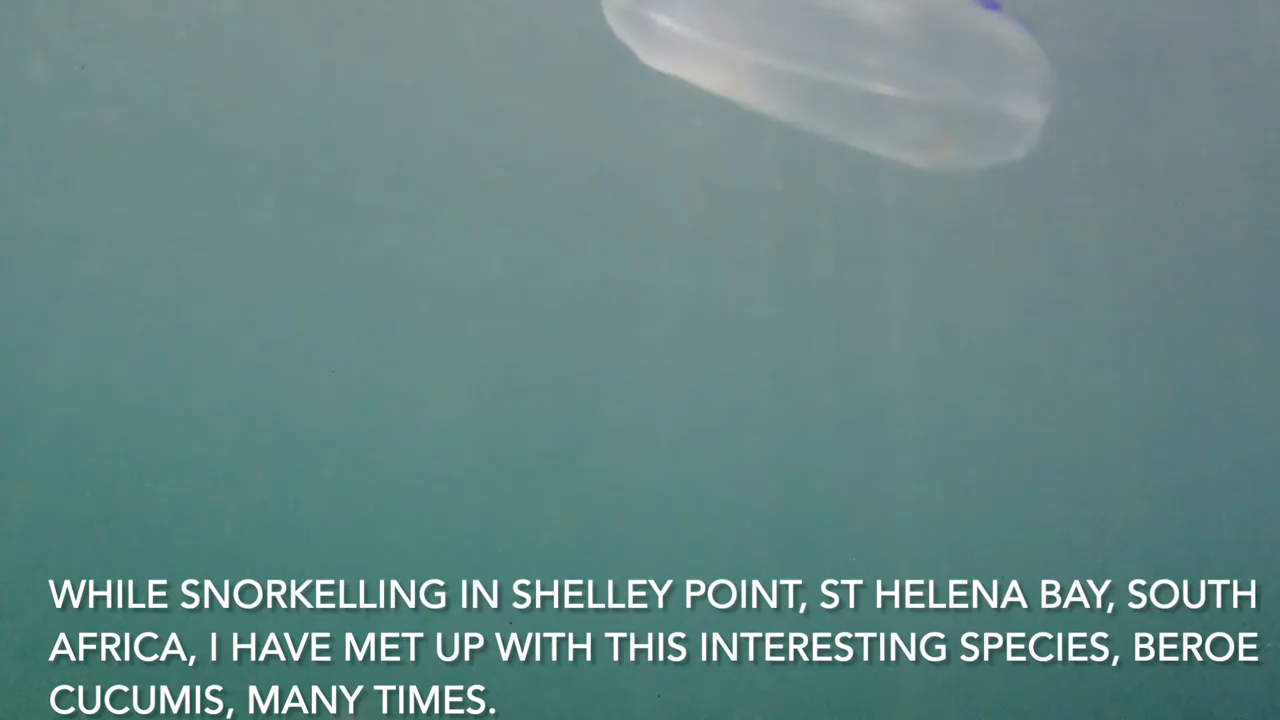 WHILE SNORKELLING IN SHELLEY POINT, ST HELENA BAY, SOUTH
AFRICA, I HAVE MET UP WITH THIS INTERESTING SPECIES, BEROE
CUCUMIS, MANY TIMES.